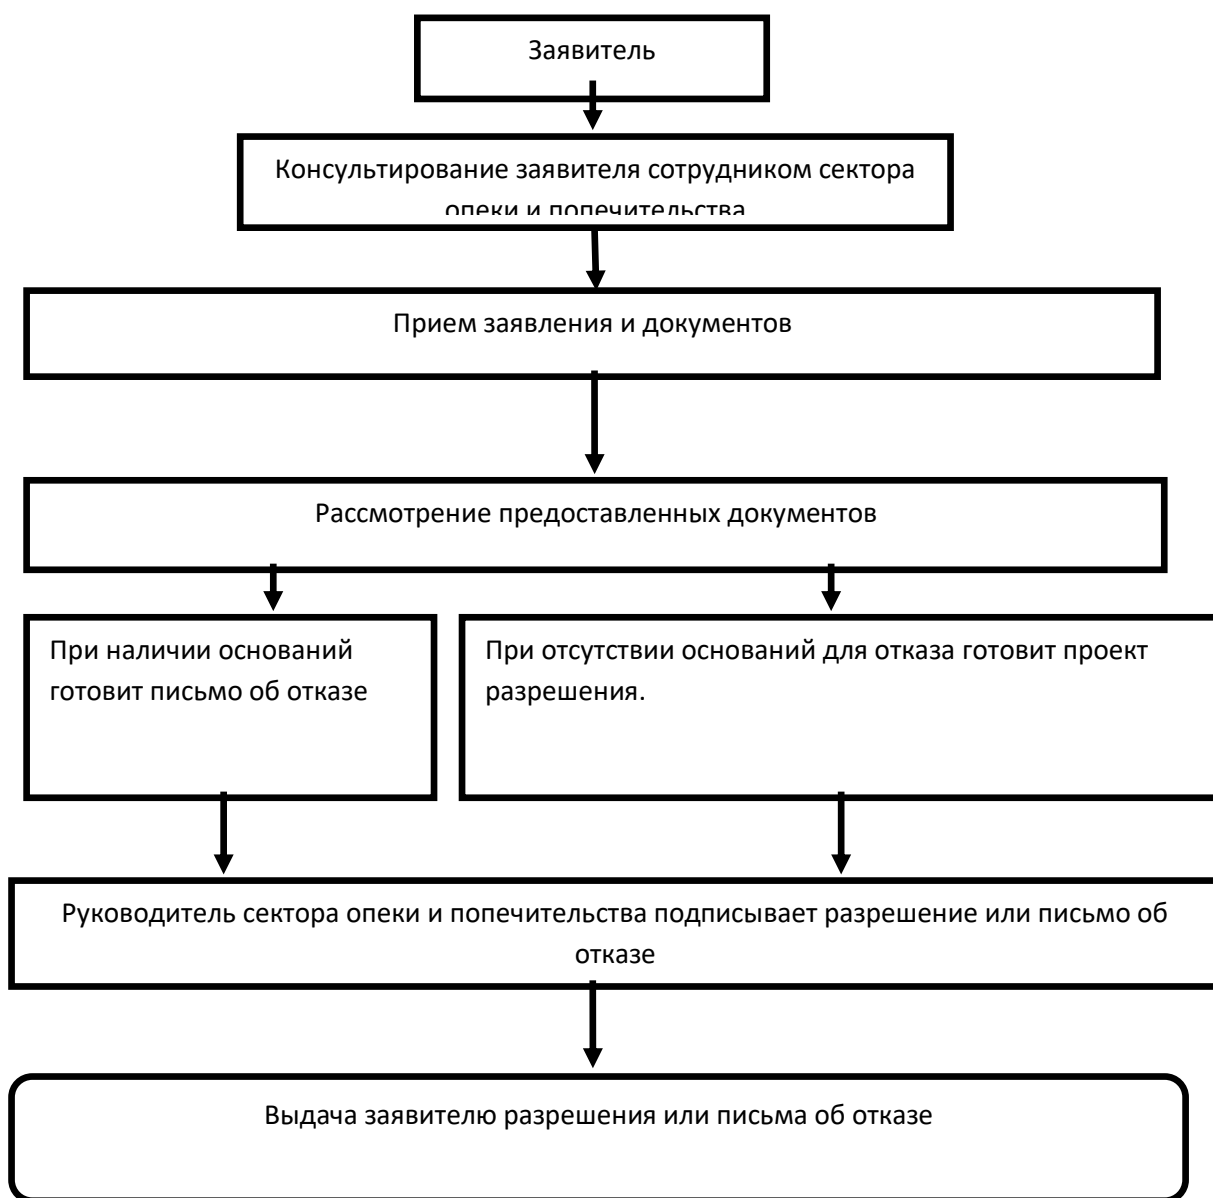 Заявитель
Консультирование заявителя сотрудником сектора
опеки и попечительства
Прием заявления и документов
Рассмотрение предоставленных документов
При наличии оснований
готовит письмо об отказе
При отсутствии оснований для отказа готовит проект
разрешения.
Руководитель сектора опеки и попечительства подписывает разрешение или письмо об
отказе
Выдача заявителю разрешения или письма об отказе